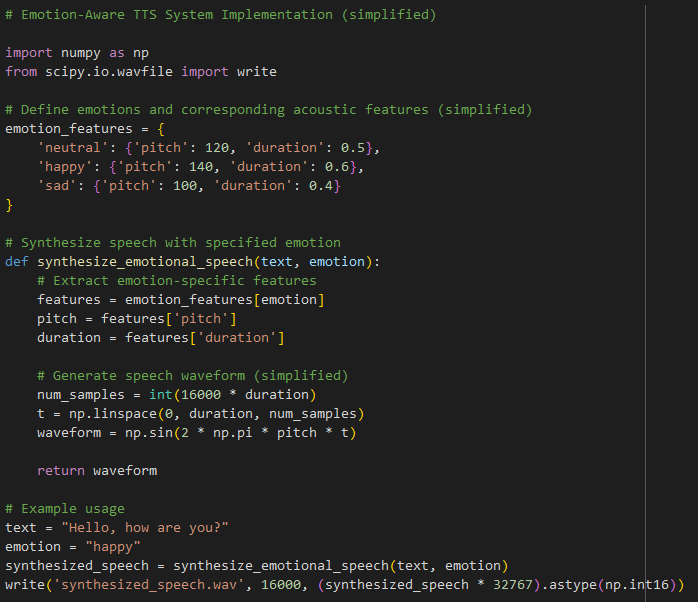 # Emotion-Aware TTS System Implementation (simplified)
import numpy as np
from scipy.io.wavfile import write
# Define emotions and corresponding acoustic features (simplified)
emotion_features = {
    'neutral': {'pitch': 120, 'duration': 0.5},
    'happy': {'pitch': 140, 'duration': 0.6},
    'sad': {'pitch': 100, 'duration': 0.4}
}
# Synthesize speech with specified emotion
def synthesize_emotional_speech(text, emotion):
    # Extract emotion-specific features
    features = emotion_features[emotion]
    pitch = features['pitch']
    duration = features['duration']
    # Generate speech waveform (simplified)
    num_samples = int(16000 * duration)
    t = np.linspace(0, duration, num_samples)
    waveform = np.sin(2 * np.pi * pitch * t)
    return waveform
# Example usage
text = "Hello, how are you?"
emotion = "happy"
synthesized_speech = synthesize_emotional_speech(text, emotion)
write('synthesized_speech.wav', 16000, (synthesized_speech * 32767).astype(np.int16))